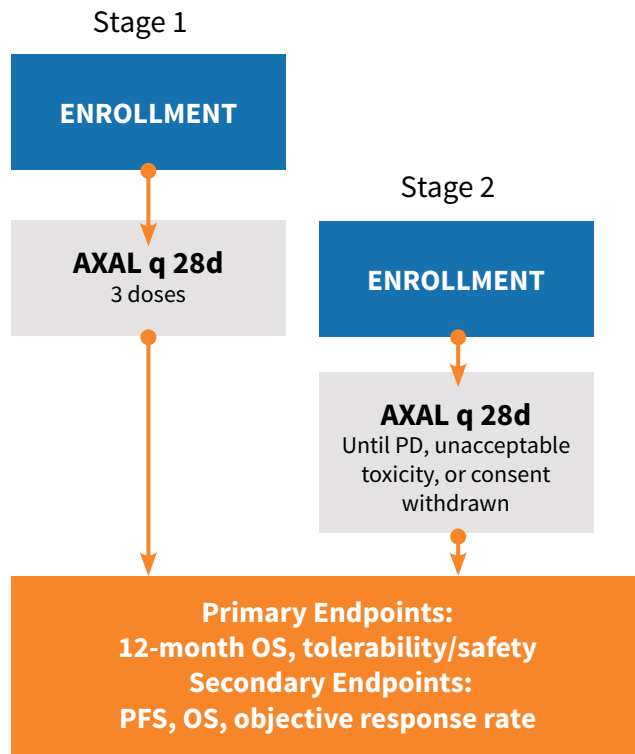 Stage 1
ENROLLMENT
AXAL q 28d
3 doses
Stage 2
ENROLLMENT
AXAL q 28d
Until PD, unacceptable
toxicity, or consent
withdrawn
Primary Endpoints:
12-month OS, tolerability/safety
Secondary Endpoints:
PFS, OS, objective response rate